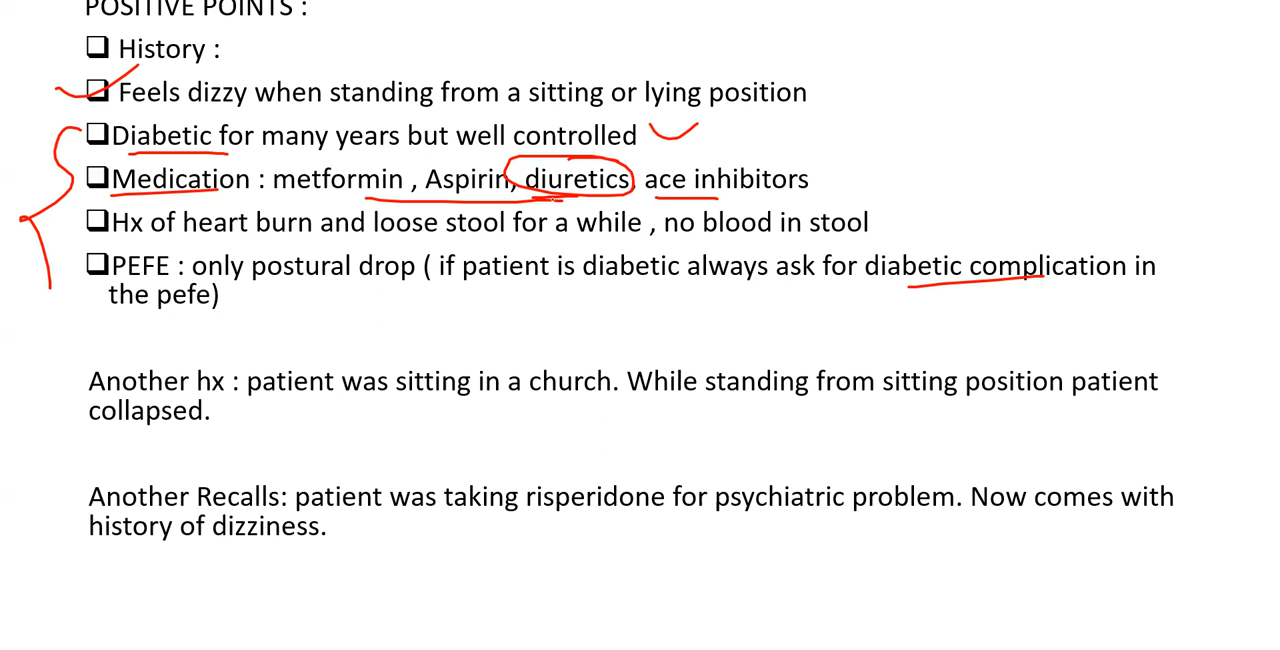 POSITIVE POINTS :
❑ History :
❑ Feels dizzy when standing from a sitting or lying position
❑Diabetic for many years but well controlled
❑Medication : metformin , Aspirin, diuretics, ace inhibitors
❑Hx of heart burn and loose stool for a while , no blood in stool
❑PEFE : only postural drop ( if patient is diabetic always ask for diabetic complication in
the pefe)
Another hx : patient was sitting in a church. While standing from sitting position patient
collapsed.
Another Recalls: patient was taking risperidone for psychiatric problem. Now comes with
history of dizziness.